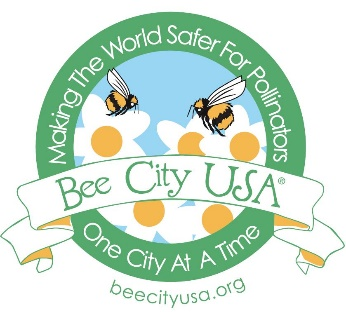 Making The World Safer For Pollinators
Bee City USA®
One City At A Time
beecityusa.org